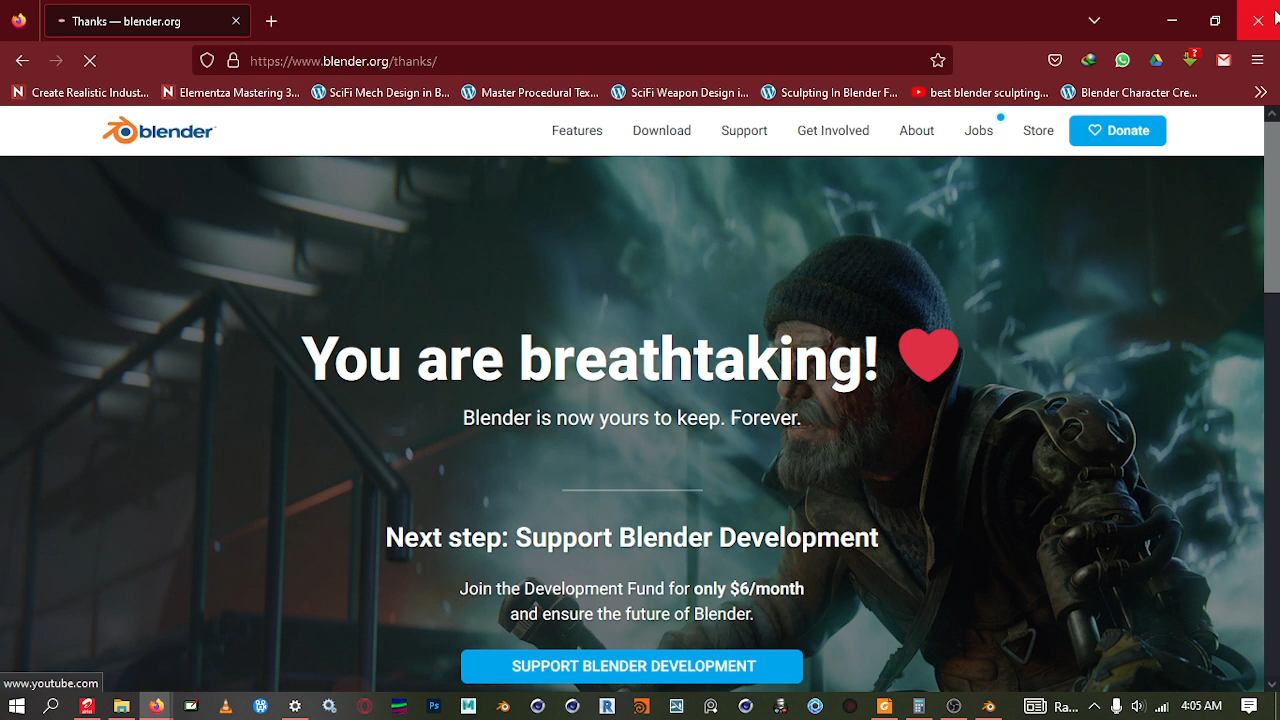 Thanks — blender.org
https://www.blender.org/thanks/
Create Realistic Indust...
Elementza Mastering 3...
SciFi Mech Design in B...
Master Procedural Tex...
SciFi Weapon Design i...
Sculpting In Blender F...
best blender sculpting...
Blender Character Cre...
blender
Features
Download
Support
Get Involved
About
Jobs
Store
Donate
You are breathtaking!
Blender is now yours to keep. Forever.
Next step: Support Blender Development
Join the Development Fund for only $6/month
and ensure the future of Blender.
SUPPORT BLENDER DEVELOPMENT
www.youtube.com
Ra...
4:05 AM